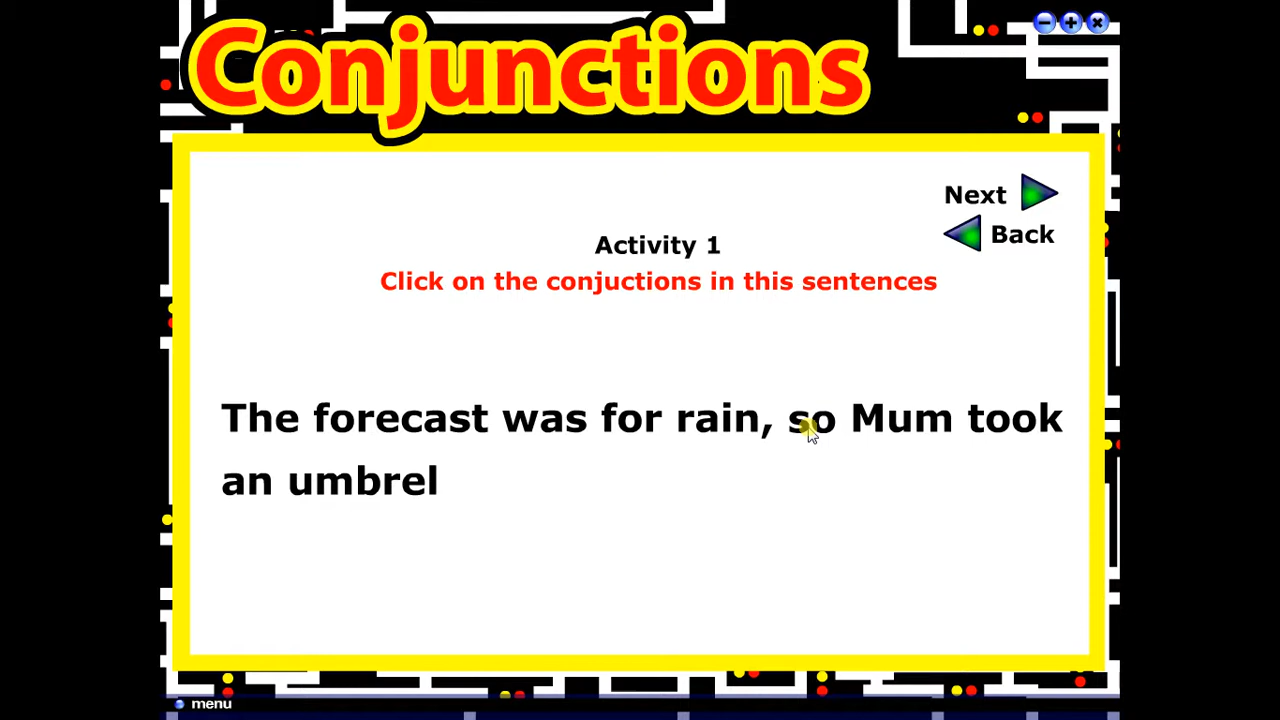 Conjunctions
Next
Back
Activity 1
Click on the conjuctions in this sentences
The forecast was for rain, so Mum took
an umbrel
menu